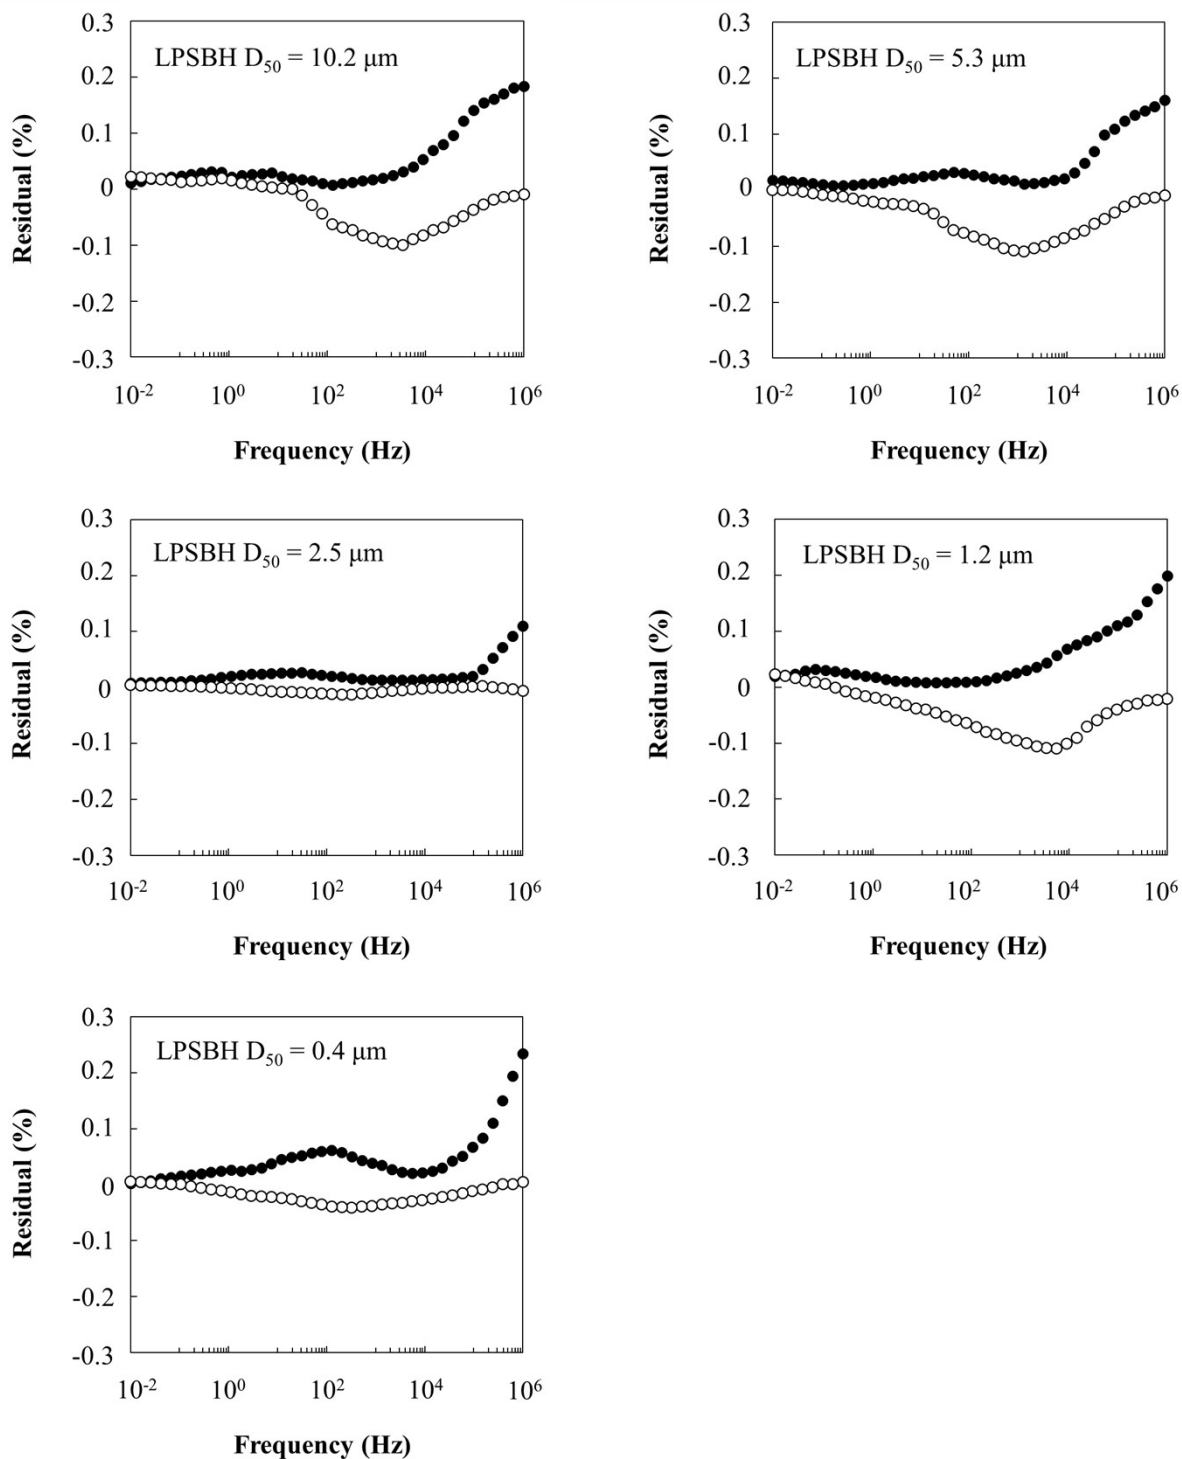 0.3
LPSBH D₅₀ = 10.2 μm
0.2
0.1
0
-0.1
-0.2
-0.3
Residual (%)
10⁻² 10⁰ 10² 10⁴ 10⁶
Frequency (Hz)
0.3
LPSBH D₅₀ = 5.3 μm
0.2
0.1
0
-0.1
-0.2
-0.3
Residual (%)
10⁻² 10⁰ 10² 10⁴ 10⁶
Frequency (Hz)
0.3
LPSBH D₅₀ = 2.5 μm
0.2
0.1
0
-0.1
-0.2
-0.3
Residual (%)
10⁻² 10⁰ 10² 10⁴ 10⁶
Frequency (Hz)
0.3
LPSBH D₅₀ = 1.2 μm
0.2
0.1
0
-0.1
-0.2
-0.3
Residual (%)
10⁻² 10⁰ 10² 10⁴ 10⁶
Frequency (Hz)
0.3
LPSBH D₅₀ = 0.4 μm
0.2
0.1
0
-0.1
-0.2
-0.3
Residual (%)
10⁻² 10⁰ 10² 10⁴ 10⁶
Frequency (Hz)